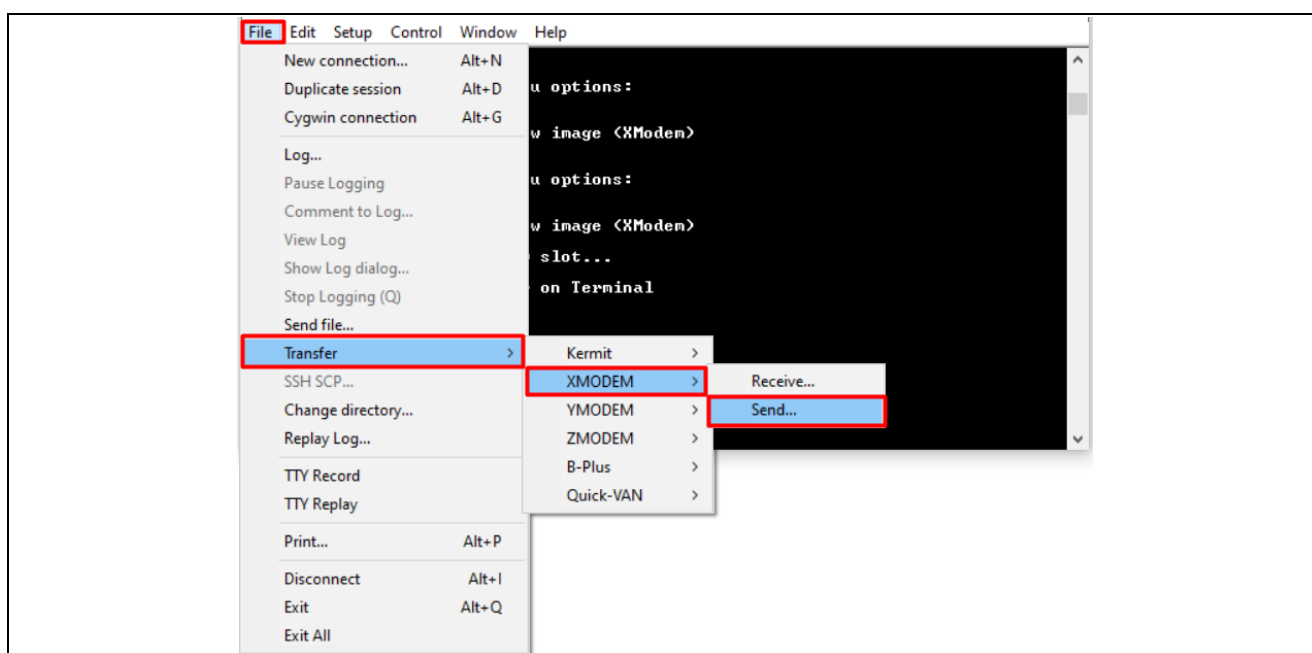 File Edit Setup Control Window Help
New connection... Alt+N
Duplicate session Alt+D
Cygwin connection Alt+G
Log...
Pause Logging
Comment to Log...
View Log
Show Log dialog...
Stop Logging (Q)
Send file...
Transfer >
SSH SCP...
Change directory...
Replay Log...
TTY Record
TTY Replay
Print... Alt+P
Disconnect Alt+I
Exit Alt+Q
Exit All
Kermit >
XMODEM >
YMODEM >
ZMODEM >
B-Plus >
Quick-VAN >
Receive...
Send...
u options:
w image (XModem)
u options:
w image (XModem)
slot...
on Terminal